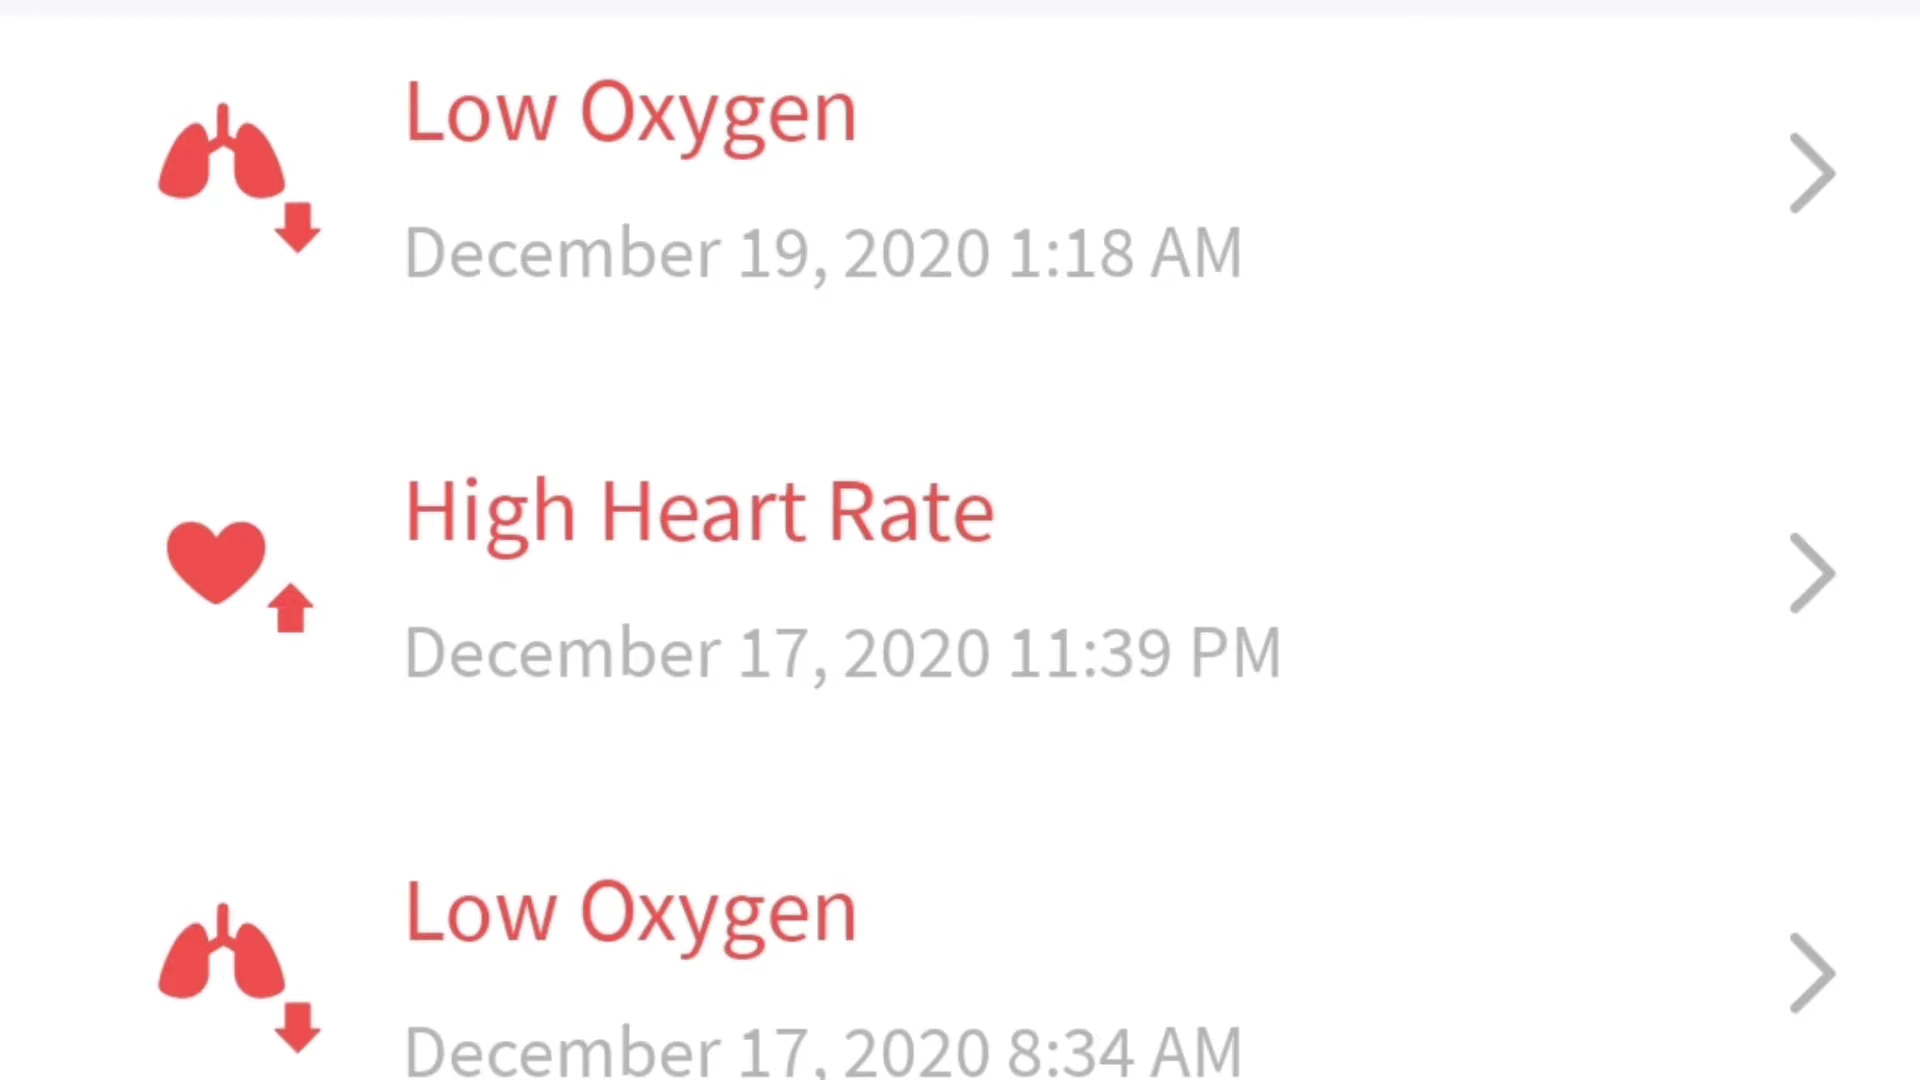 Low Oxygen
December 19, 2020 1:18 AM
High Heart Rate
December 17, 2020 11:39 PM
Low Oxygen
December 17, 2020 8:34 AM